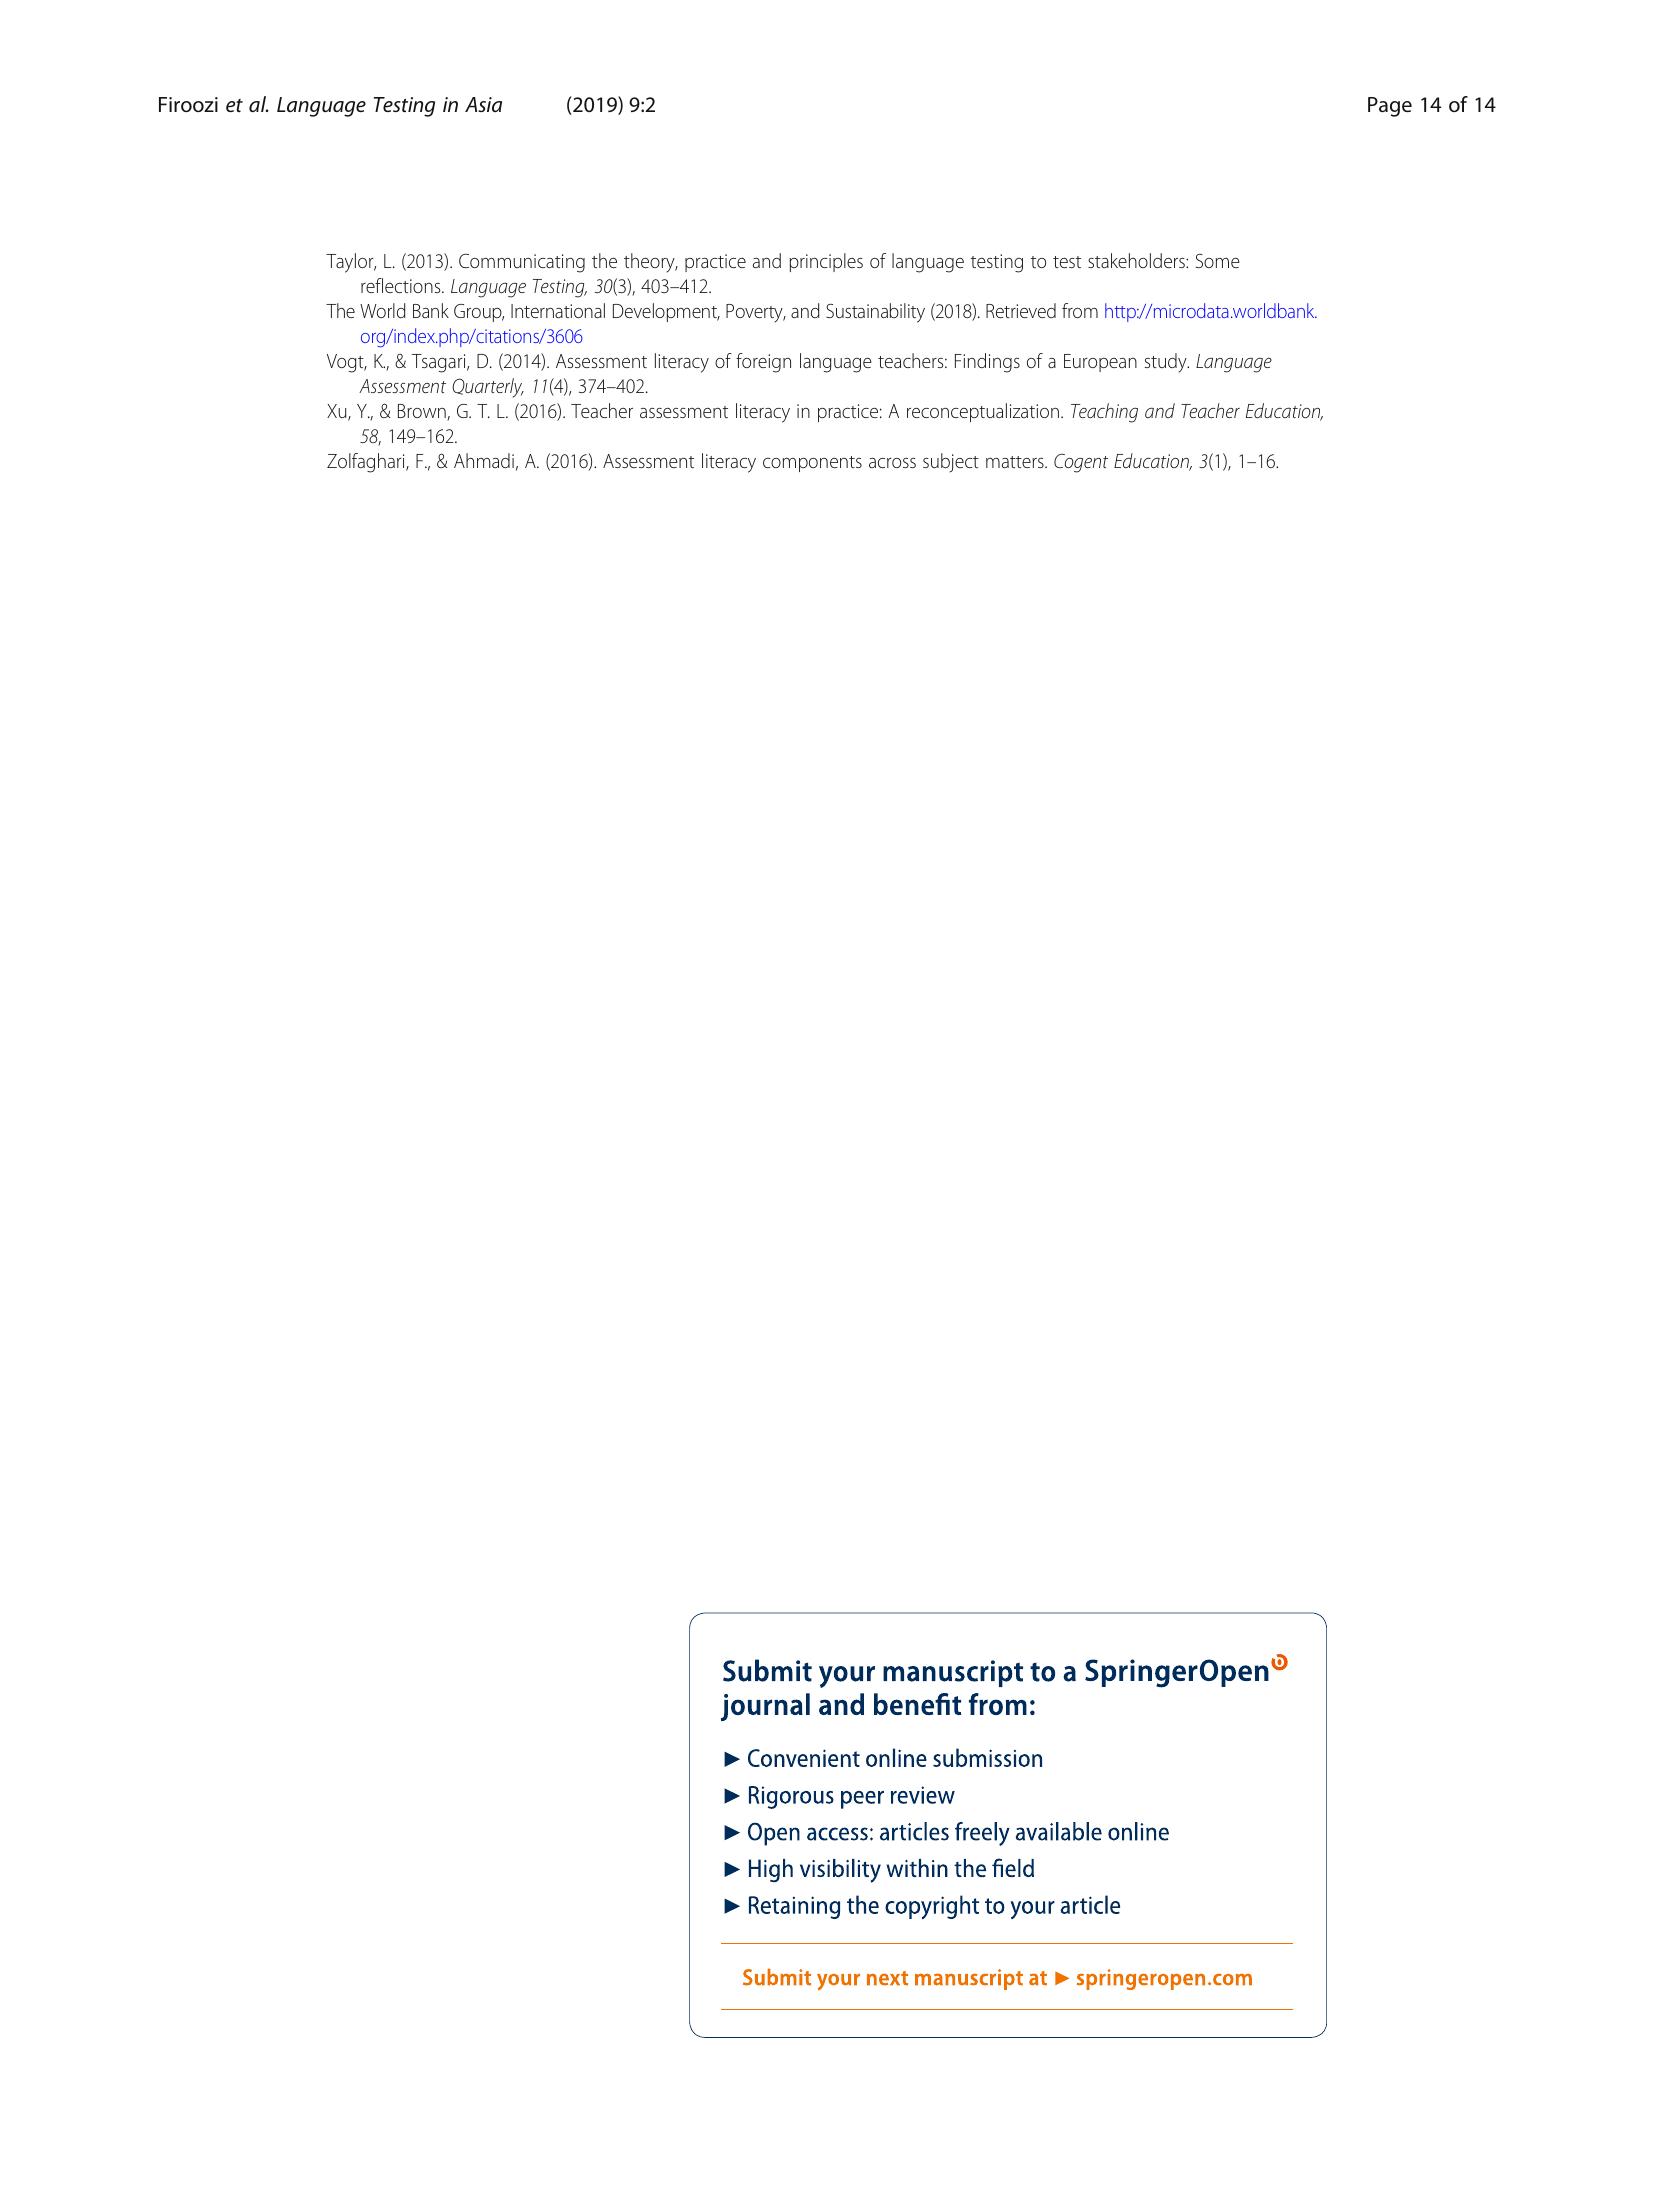 Firoozi et al. Language Testing in Asia (2019) 9:2 Page 14 of 14
Taylor, L. (2013). Communicating the theory, practice and principles of language testing to test stakeholders: Some
reflections. Language Testing, 30(3), 403–412.
The World Bank Group, International Development, Poverty, and Sustainability (2018). Retrieved from http://microdata.worldbank.
org/index.php/citations/3606
Vogt, K., & Tsagari, D. (2014). Assessment literacy of foreign language teachers: Findings of a European study. Language
Assessment Quarterly, 11(4), 374–402.
Xu, Y., & Brown, G. T. L. (2016). Teacher assessment literacy in practice: A reconceptualization. Teaching and Teacher Education,
58, 149–162.
Zolfaghari, F., & Ahmadi, A. (2016). Assessment literacy components across subject matters. Cogent Education, 3(1), 1–16.
Submit your manuscript to a SpringerOpen
journal and benefit from:
► Convenient online submission
► Rigorous peer review
► Open access: articles freely available online
► High visibility within the field
► Retaining the copyright to your article
Submit your next manuscript at ► springeropen.com